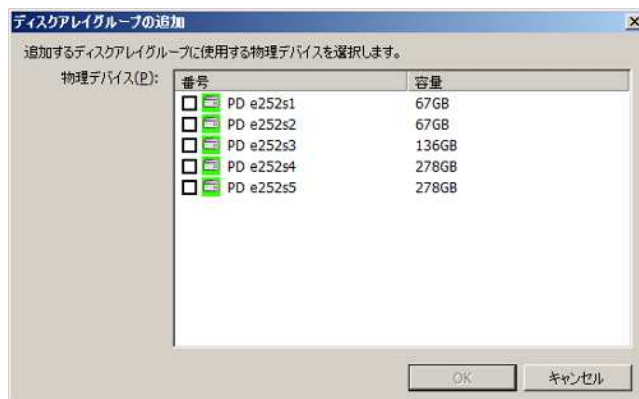 ディスクアレイグループの追加
追加するディスクアレイグループに使用する物理デバイスを選択します。
物理デバイス(P):
番号 容量
PD e252s1 67GB
PD e252s2 67GB
PD e252s3 136GB
PD e252s4 278GB
PD e252s5 278GB
OK キャンセル